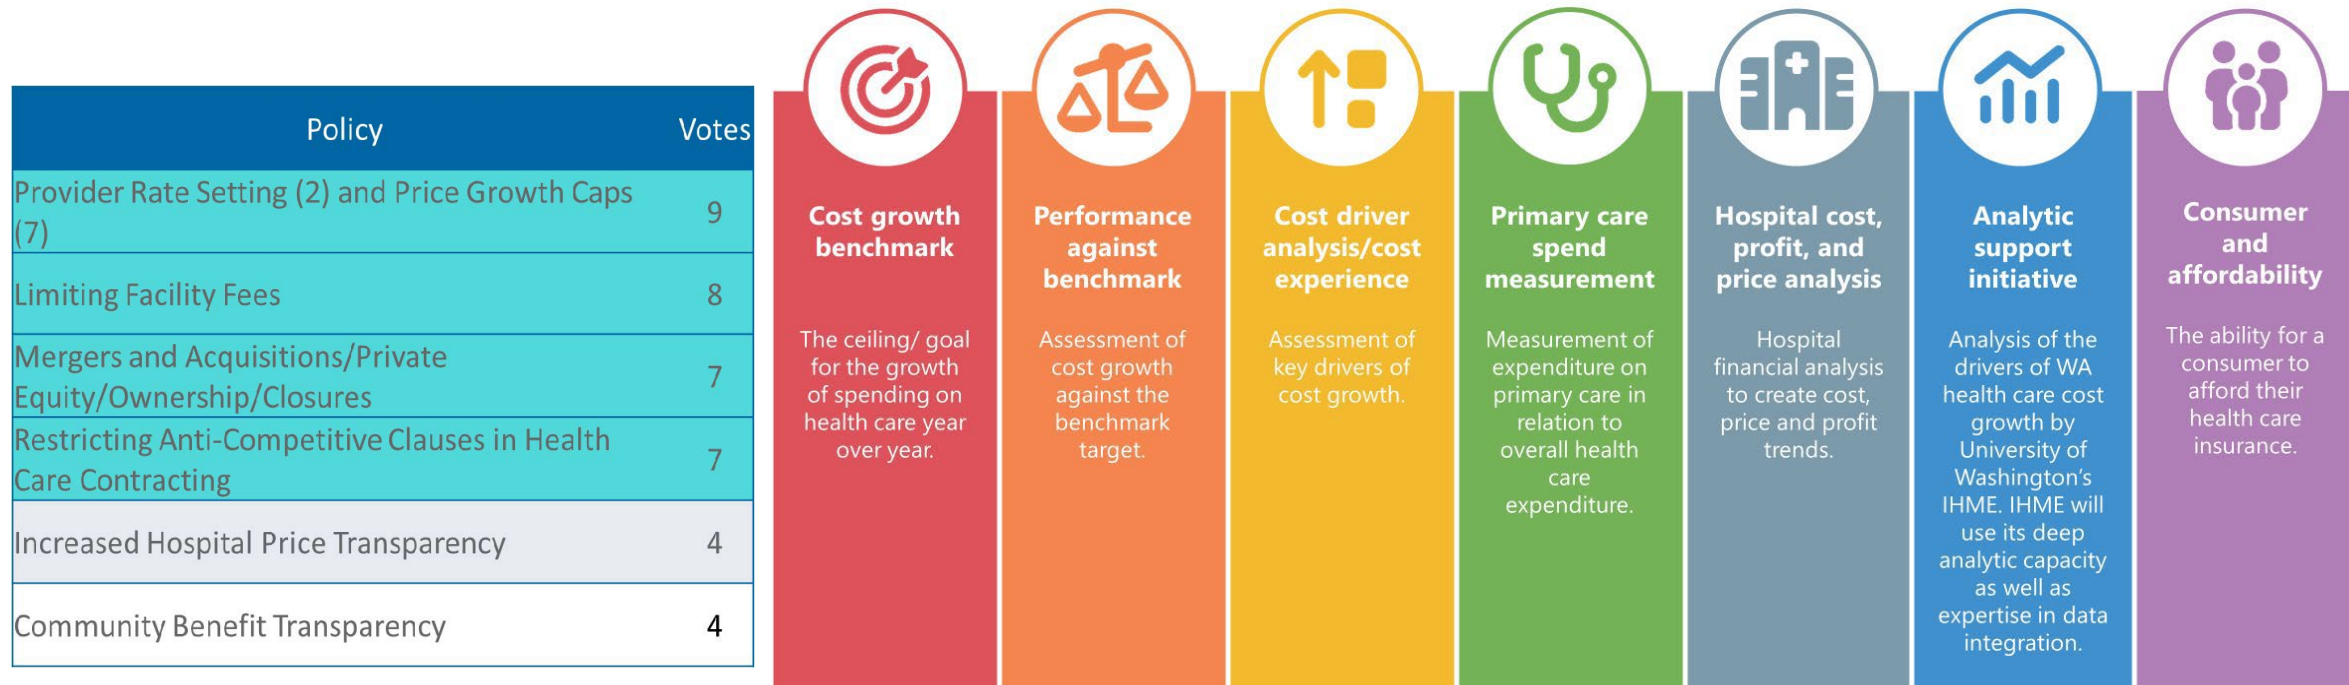 Policy Votes
Provider Rate Setting (2) and Price Growth Caps
(7)
9
Limiting Facility Fees 8
Mergers and Acquisitions/Private
Equity/Ownership/Closures
7
Restricting Anti-Competitive Clauses in Health
Care Contracting
7
Increased Hospital Price Transparency 4
Community Benefit Transparency 4
Cost growth
benchmark
The ceiling/ goal
for the growth
of spending on
health care year
over year.
Performance
against
benchmark
Assessment of
cost growth
against the
benchmark
target.
Cost driver
analysis/cost
experience
Assessment of
key drivers of
cost growth.
Primary care
spend
measurement
Measurement of
expenditure on
primary care in
relation to
overall health
care
expenditure.
Hospital cost,
profit, and
price analysis
Hospital
financial analysis
to create cost,
price and profit
trends.
Analytic
support
initiative
Analysis of the
drivers of WA
health care cost
growth by
University of
Washington's
IHME. IHME will
use its deep
analytic capacity
as well as
expertise in data
integration.
Consumer
and
affordability
The ability for a
consumer to
afford their
health care
insurance.